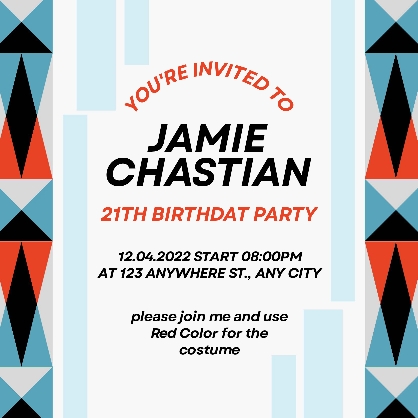 YOU'RE INVITED TO
JAMIE
CHASTIAN
21TH BIRTHDAT PARTY
12.04.2022 START 08:00PM
AT 123 ANYWHERE ST., ANY CITY
please join me and use
Red Color for the
costume